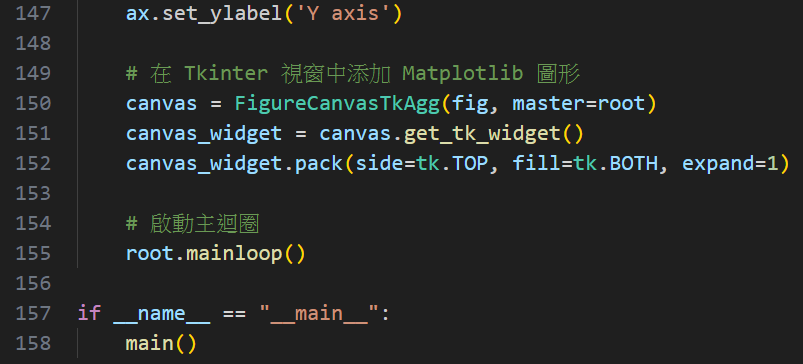 147 ax.set_ylabel('Y axis')
148
149 # 在 Tkinter 視窗中添加 Matplotlib 圖形
150 canvas = FigureCanvasTkAgg(fig, master=root)
151 canvas_widget = canvas.get_tk_widget()
152 canvas_widget.pack(side=tk.TOP, fill=tk.BOTH, expand=1)
153
154 # 啟動主迴圈
155 root.mainloop()
156
157 if __name__ == "__main__":
158 main()